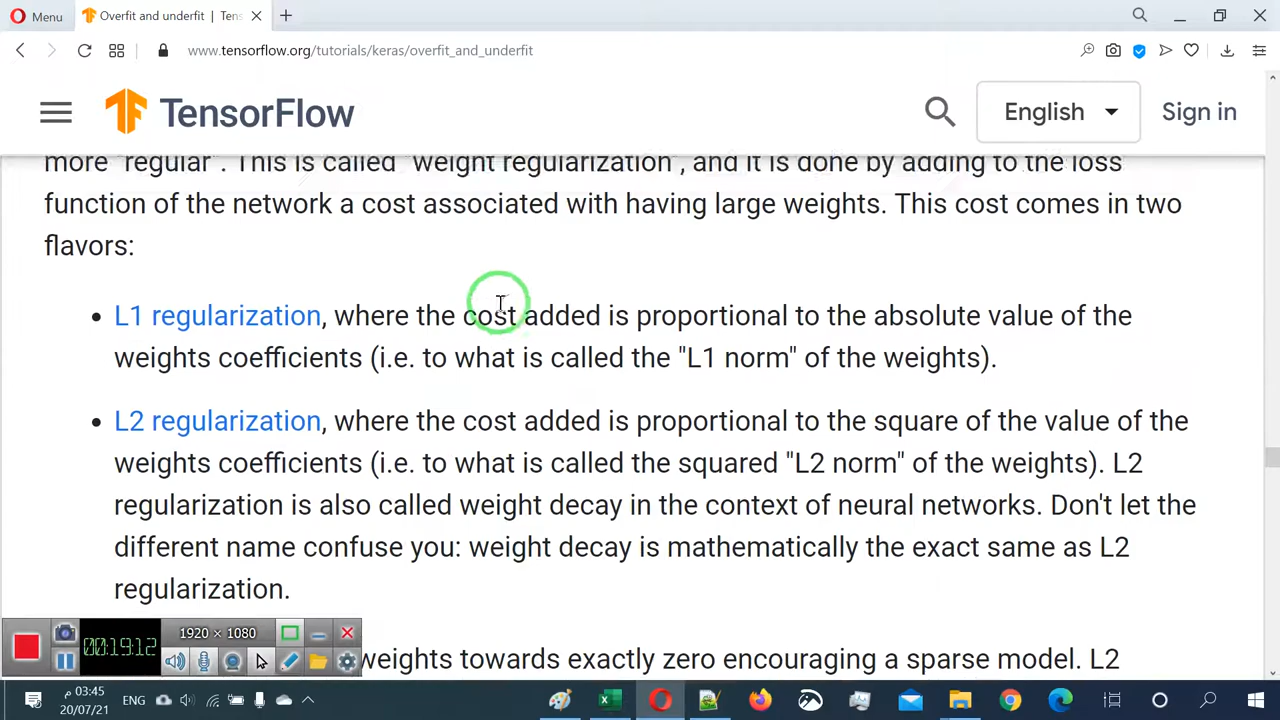 Menu
Overfit and underfit | Tens
www.tensorflow.org/tutorials/keras/overfit_and_underfit
TensorFlow
English
Sign in
more "regular". This is called "weight regularization", and it is done by adding to the loss
function of the network a cost associated with having large weights. This cost comes in two
flavors:
• L1 regularization, where the cost added is proportional to the absolute value of the
weights coefficients (i.e. to what is called the "L1 norm" of the weights).
• L2 regularization, where the cost added is proportional to the square of the value of the
weights coefficients (i.e. to what is called the squared "L2 norm" of the weights). L2
regularization is also called weight decay in the context of neural networks. Don't let the
different name confuse you: weight decay is mathematically the exact same as L2
regularization.
weights towards exactly zero encouraging a sparse model. L2
1920 × 1080
00:19:12
ENG
03:45 م
20/07/21